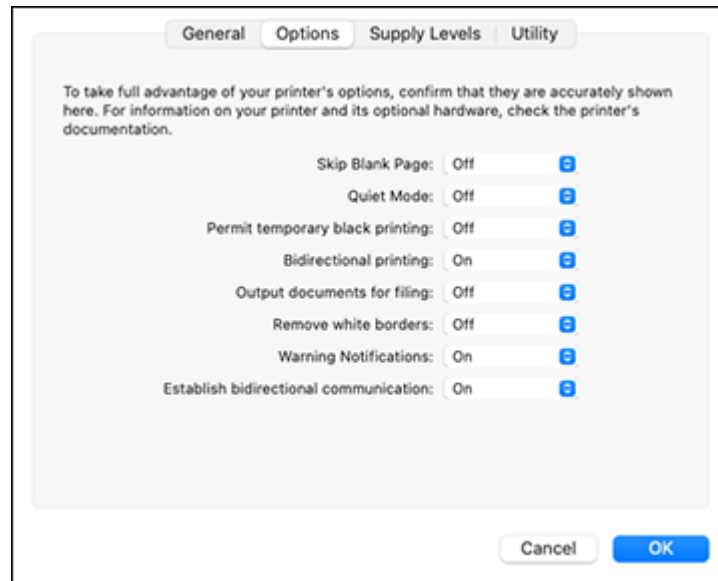 General Options Supply Levels Utility
To take full advantage of your printer's options, confirm that they are accurately shown
here. For information on your printer and its optional hardware, check the printer's
documentation.
Skip Blank Page: Off
Quiet Mode: Off
Permit temporary black printing: Off
Bidirectional printing: On
Output documents for filing: Off
Remove white borders: Off
Warning Notifications: On
Establish bidirectional communication: On
Cancel OK